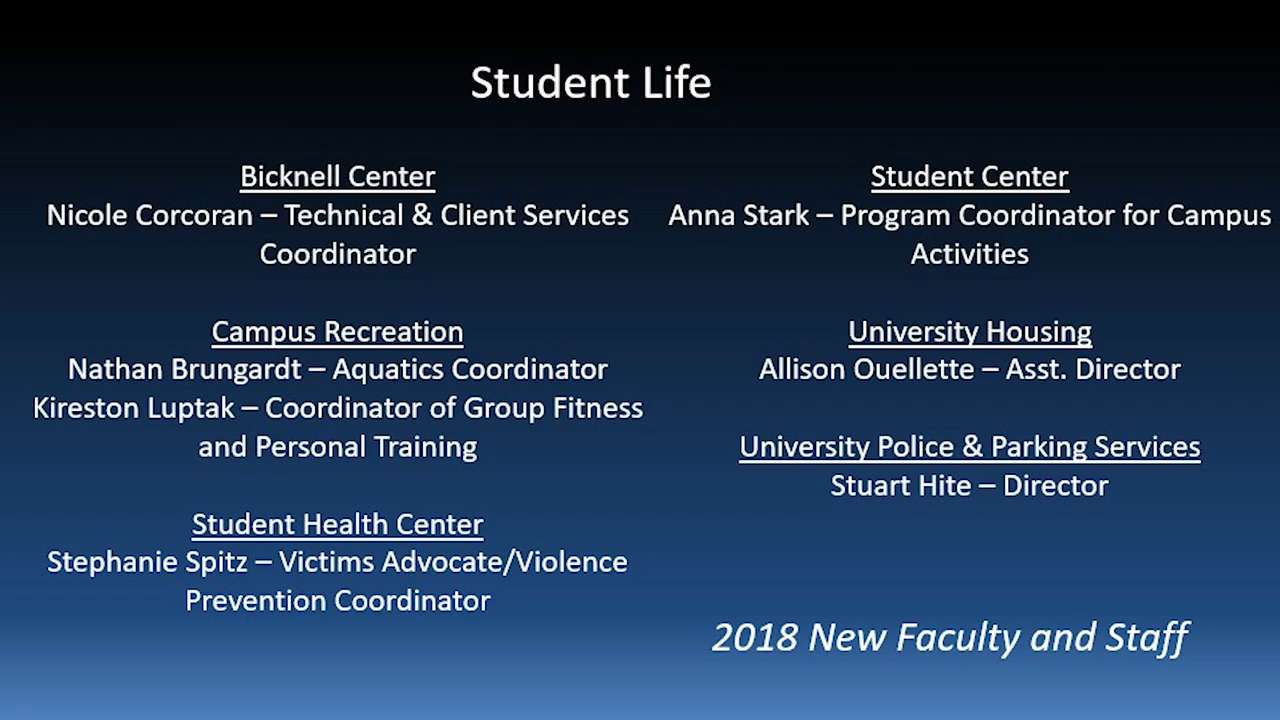 Student Life
Bicknell Center
Nicole Corcoran – Technical & Client Services
Coordinator
Campus Recreation
Nathan Brungardt – Aquatics Coordinator
Kireston Luptak – Coordinator of Group Fitness
and Personal Training
Student Health Center
Stephanie Spitz – Victims Advocate/Violence
Prevention Coordinator
Student Center
Anna Stark – Program Coordinator for Campus
Activities
University Housing
Allison Ouellette – Asst. Director
University Police & Parking Services
Stuart Hite – Director
2018 New Faculty and Staff